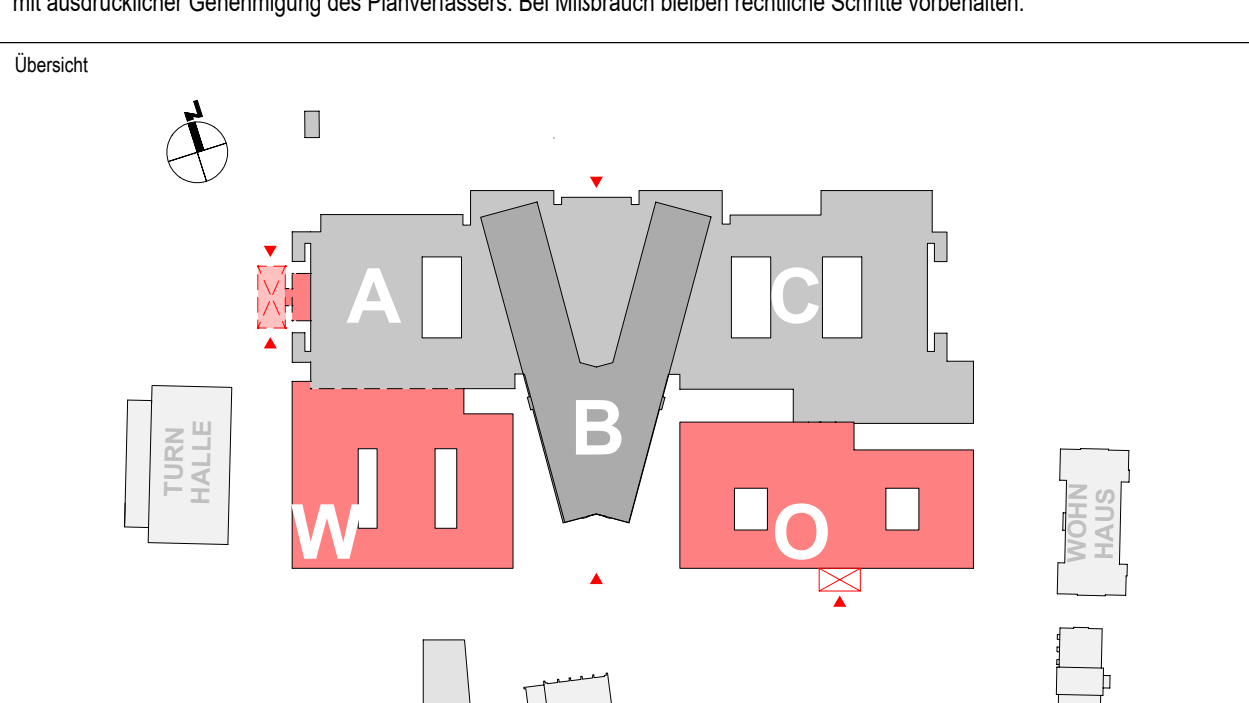 mit ausdrücklicher Genehmigung des Planverfassers. Bei Mißbrauch bleiben rechtliche Schritte vorbehalten.
Übersicht
N
A
C
B
W
O
TURN
HALLE
WOHN
HAUS